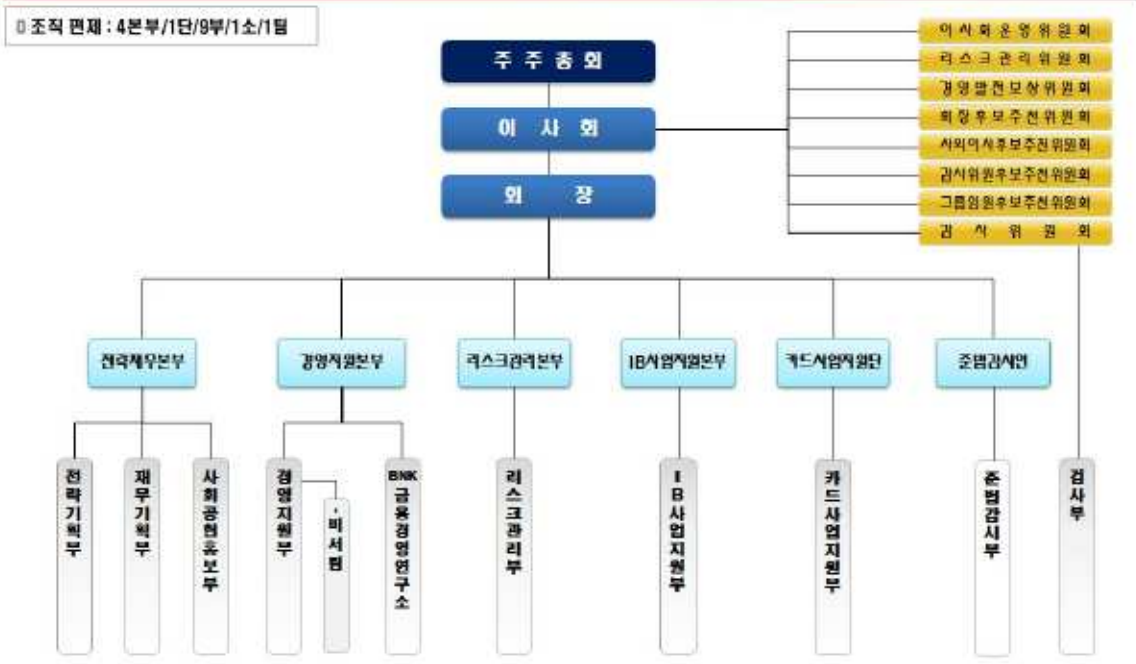 ▯ 조직 편제 : 4본부/1단/9부/1소/1팀
주 주 총 회
이 사 회
회 장
이 사 회 운 영 위 원 회
리 스 크 관 리 위 원 회
경 영 발 전 보 상 위 원 회
회 장 후 보 추 천 위 원 회
사외이사후보추천위원회
감사위원후보추천위원회
그룹임원후보추천위원회
감 사 위 원 회
전략재무본부
경영지원본부
리스크관리본부
IB사업지원본부
카드사업지원단
준법감시인
전략기획부
재무기획부
사회공헌홍보부
경영지원부
·비서팀
BNK금융경영연구소
리스크관리부
IB사업지원부
카드사업지원부
준법감시부
검사부